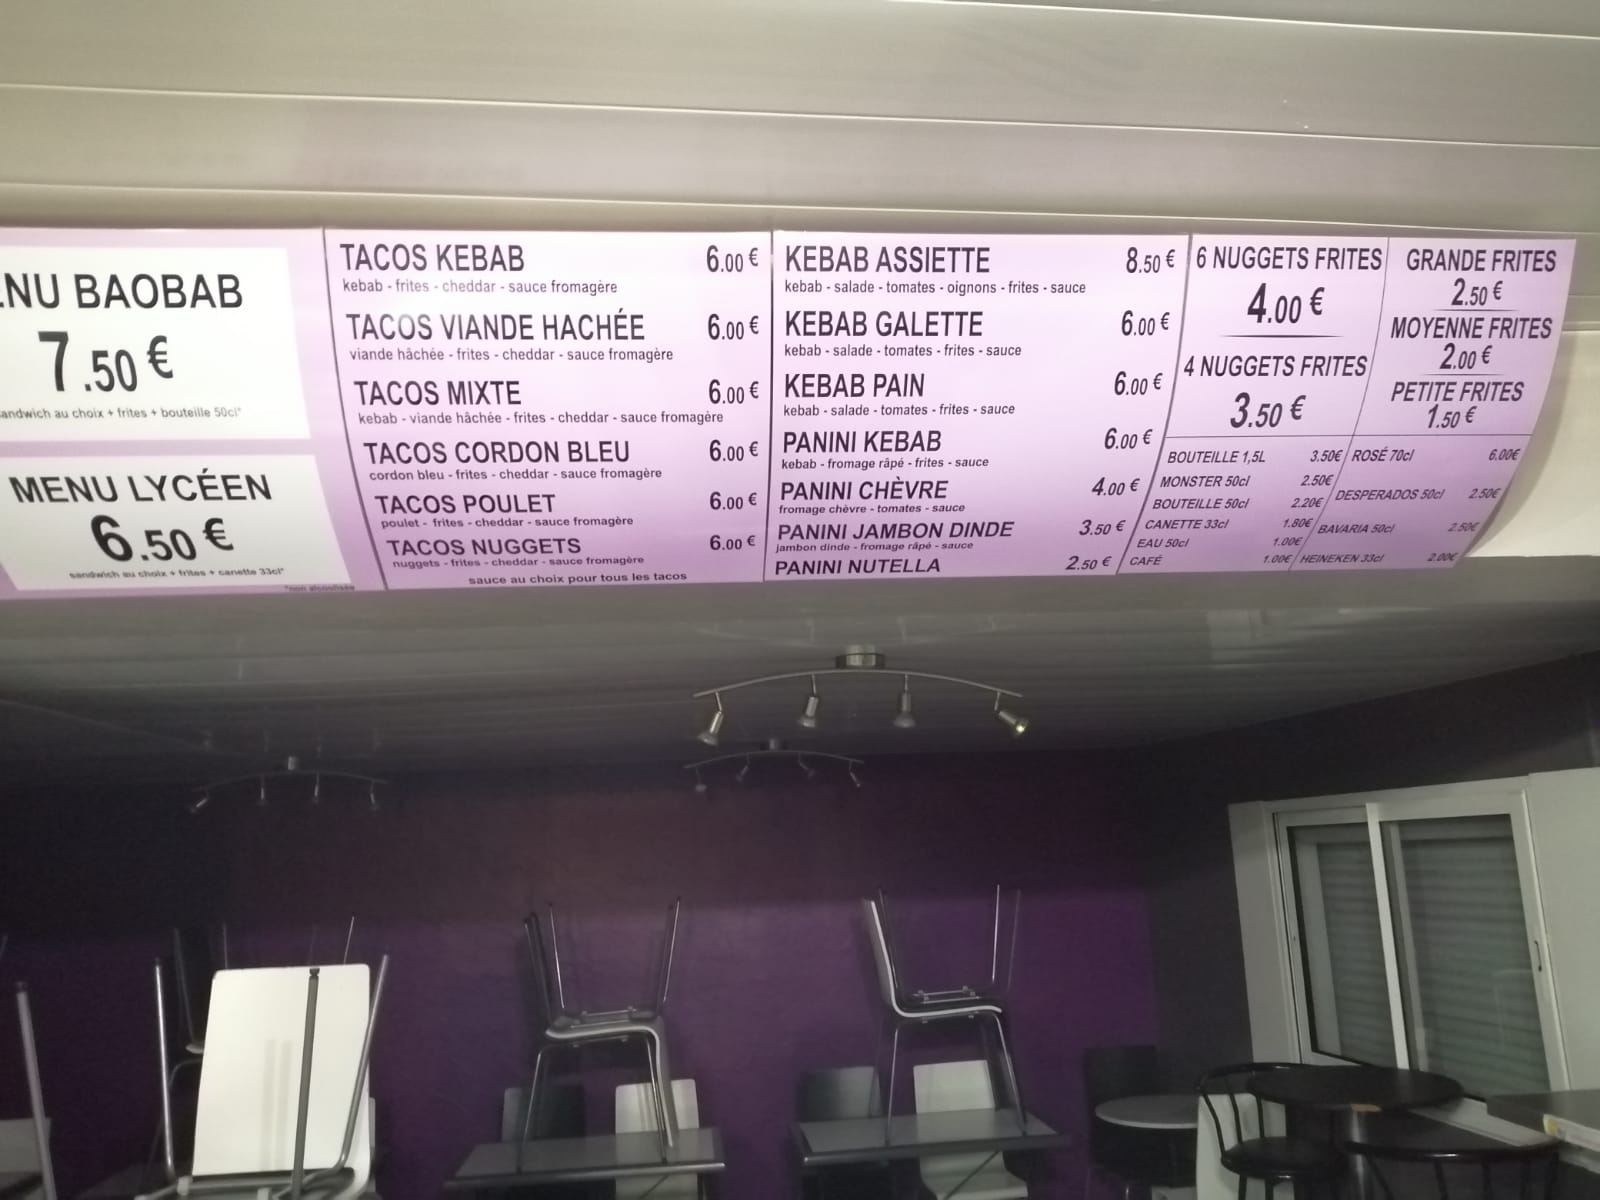 NU BAOBAB
7.50 €
sandwich au choix + frites + bouteille 50cl*
MENU LYCÉEN
6.50 €
sandwich au choix + frites + canette 33cl*
*non alcoolisée
TACOS KEBAB 6.00 €
kebab - frites - cheddar - sauce fromagère
TACOS VIANDE HACHÉE 6.00 €
viande hâchée - frites - cheddar - sauce fromagère
TACOS MIXTE 6.00 €
kebab - viande hâchée - frites - cheddar - sauce fromagère
TACOS CORDON BLEU 6.00 €
cordon bleu - frites - cheddar - sauce fromagère
TACOS POULET 6.00 €
poulet - frites - cheddar - sauce fromagère
TACOS NUGGETS 6.00 €
nuggets - frites - cheddar - sauce fromagère
sauce au choix pour tous les tacos
KEBAB ASSIETTE 8.50 €
kebab - salade - tomates - oignons - frites - sauce
KEBAB GALETTE 6.00 €
kebab - salade - tomates - frites - sauce
KEBAB PAIN 6.00 €
kebab - salade - tomates - frites - sauce
PANINI KEBAB 6.00 €
kebab - fromage râpé - frites - sauce
PANINI CHÈVRE 4.00 €
fromage chèvre - tomates - sauce
PANINI JAMBON DINDE 3.50 €
jambon dinde - fromage râpé - sauce
PANINI NUTELLA 2.50 €
6 NUGGETS FRITES
4.00 €
4 NUGGETS FRITES
3.50 €
GRANDE FRITES
2.50 €
MOYENNE FRITES
2.00 €
PETITE FRITES
1.50 €
BOUTEILLE 1,5L 3.50€
MONSTER 50cl 2.50€
BOUTEILLE 50cl 2.20€
CANETTE 33cl 1.80€
EAU 50cl 1.00€
CAFÉ 1.00€
ROSÉ 70cl 6.00€
DESPERADOS 50cl 2.50€
BAVARIA 50cl 2.50€
HEINEKEN 33cl 2.00€